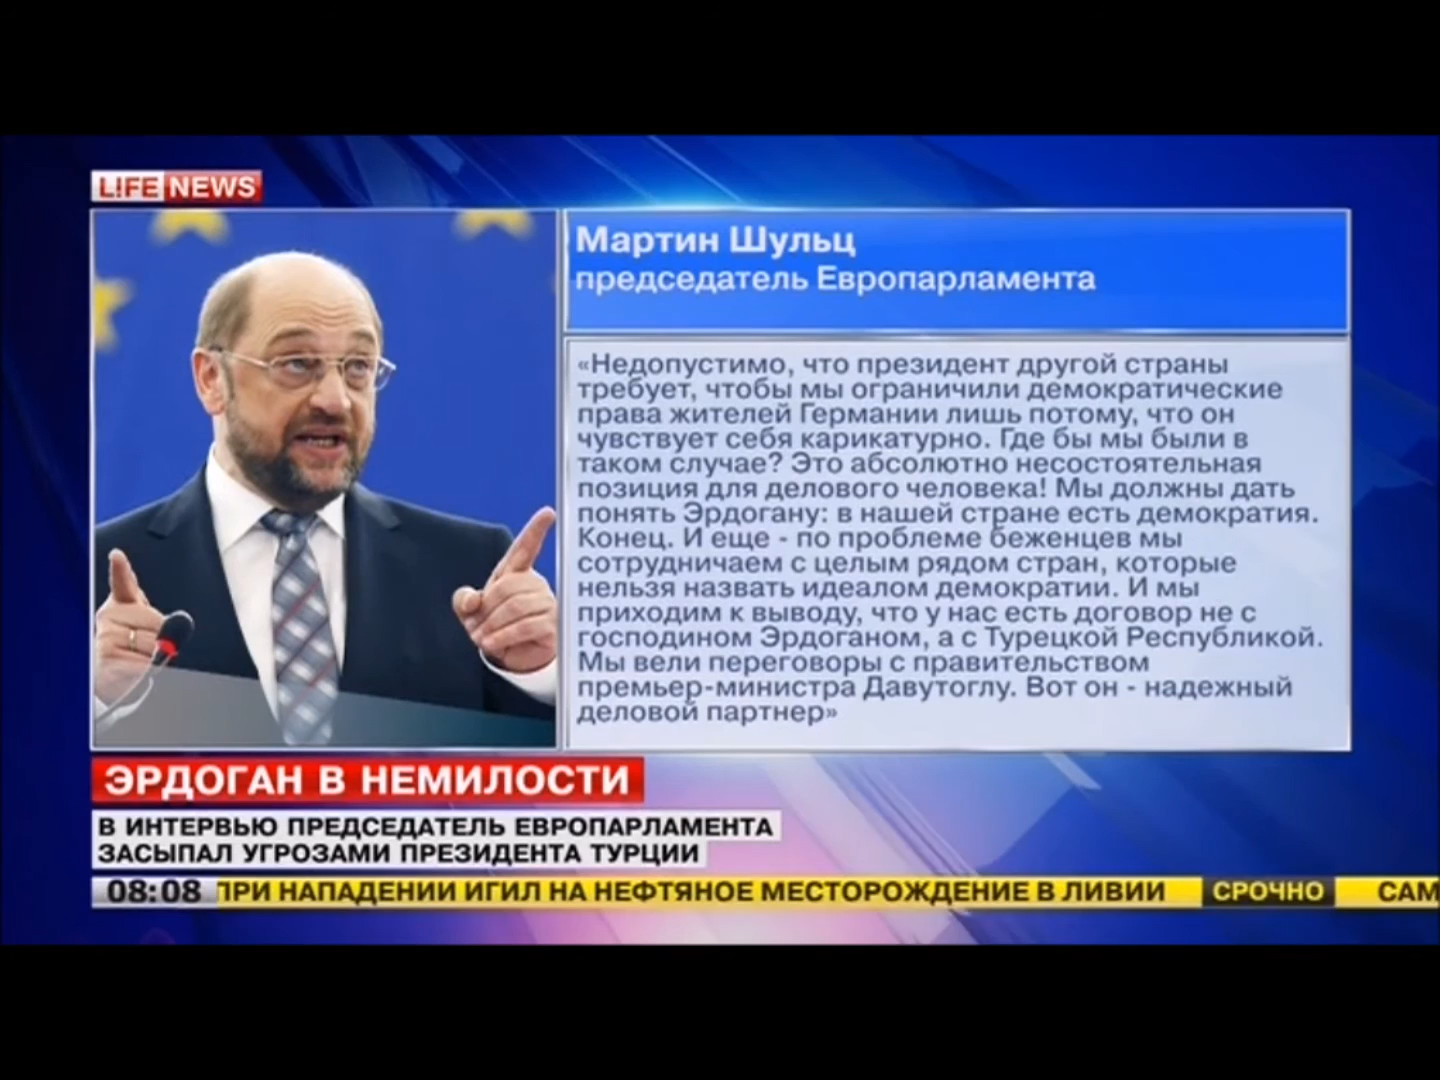 LIFE NEWS
Мартин Шульц
председатель Европарламента
«Недопустимо, что президент другой страны
требует, чтобы мы ограничили демократические
права жителей Германии лишь потому, что он
чувствует себя карикатурно. Где бы мы были в
таком случае? Это абсолютно несостоятельная
позиция для делового человека! Мы должны дать
понять Эрдогану: в нашей стране есть демократия.
Конец. И еще - по проблеме беженцев мы
сотрудничаем с целым рядом стран, которые
нельзя назвать идеалом демократии. И мы
приходим к выводу, что у нас есть договор не с
господином Эрдоганом, а с Турецкой Республикой.
Мы вели переговоры с правительством
премьер-министра Давутоглу. Вот он - надежный
деловой партнер»
ЭРДОГАН В НЕМИЛОСТИ
В ИНТЕРВЬЮ ПРЕДСЕДАТЕЛЬ ЕВРОПАРЛАМЕНТА
ЗАСЫПАЛ УГРОЗАМИ ПРЕЗИДЕНТА ТУРЦИИ
08:08 ПРИ НАПАДЕНИИ ИГИЛ НА НЕФТЯНОЕ МЕСТОРОЖДЕНИЕ В ЛИВИИ СРОЧНО САМ